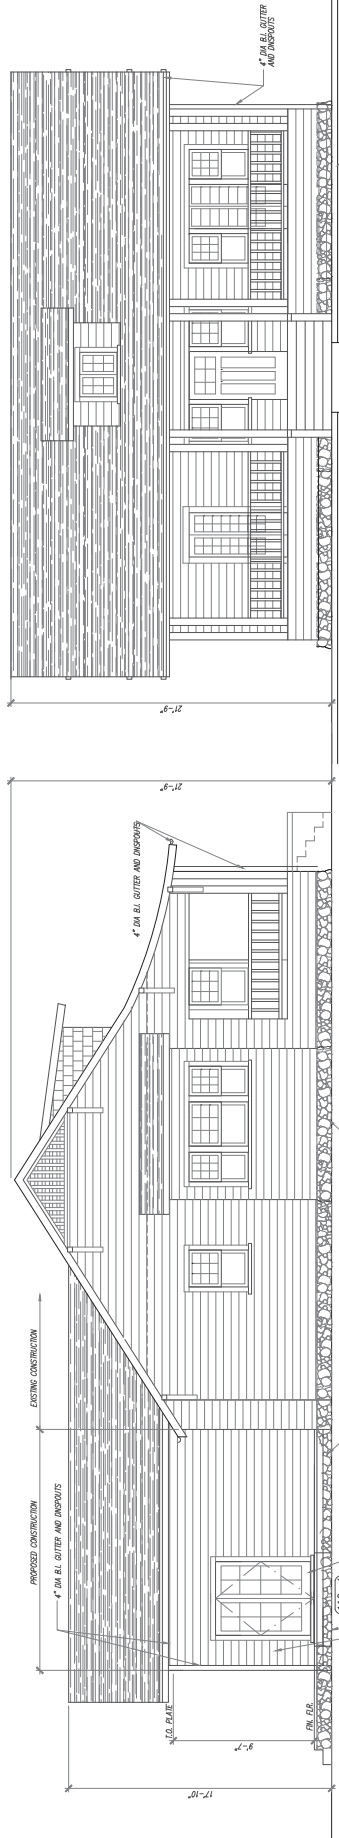 4" DIA B.I. GUTTER
AND DNSPOUTS
21'-9"
21'-9"
4" DIA B.I. GUTTER AND DNSPOUTS
EXISTING CONSTRUCTION
PROPOSED CONSTRUCTION
4" DIA B.I. GUTTER AND DNSPOUTS
T.O. PLATE
FIN. FLR.
9'-7"
17'-10"